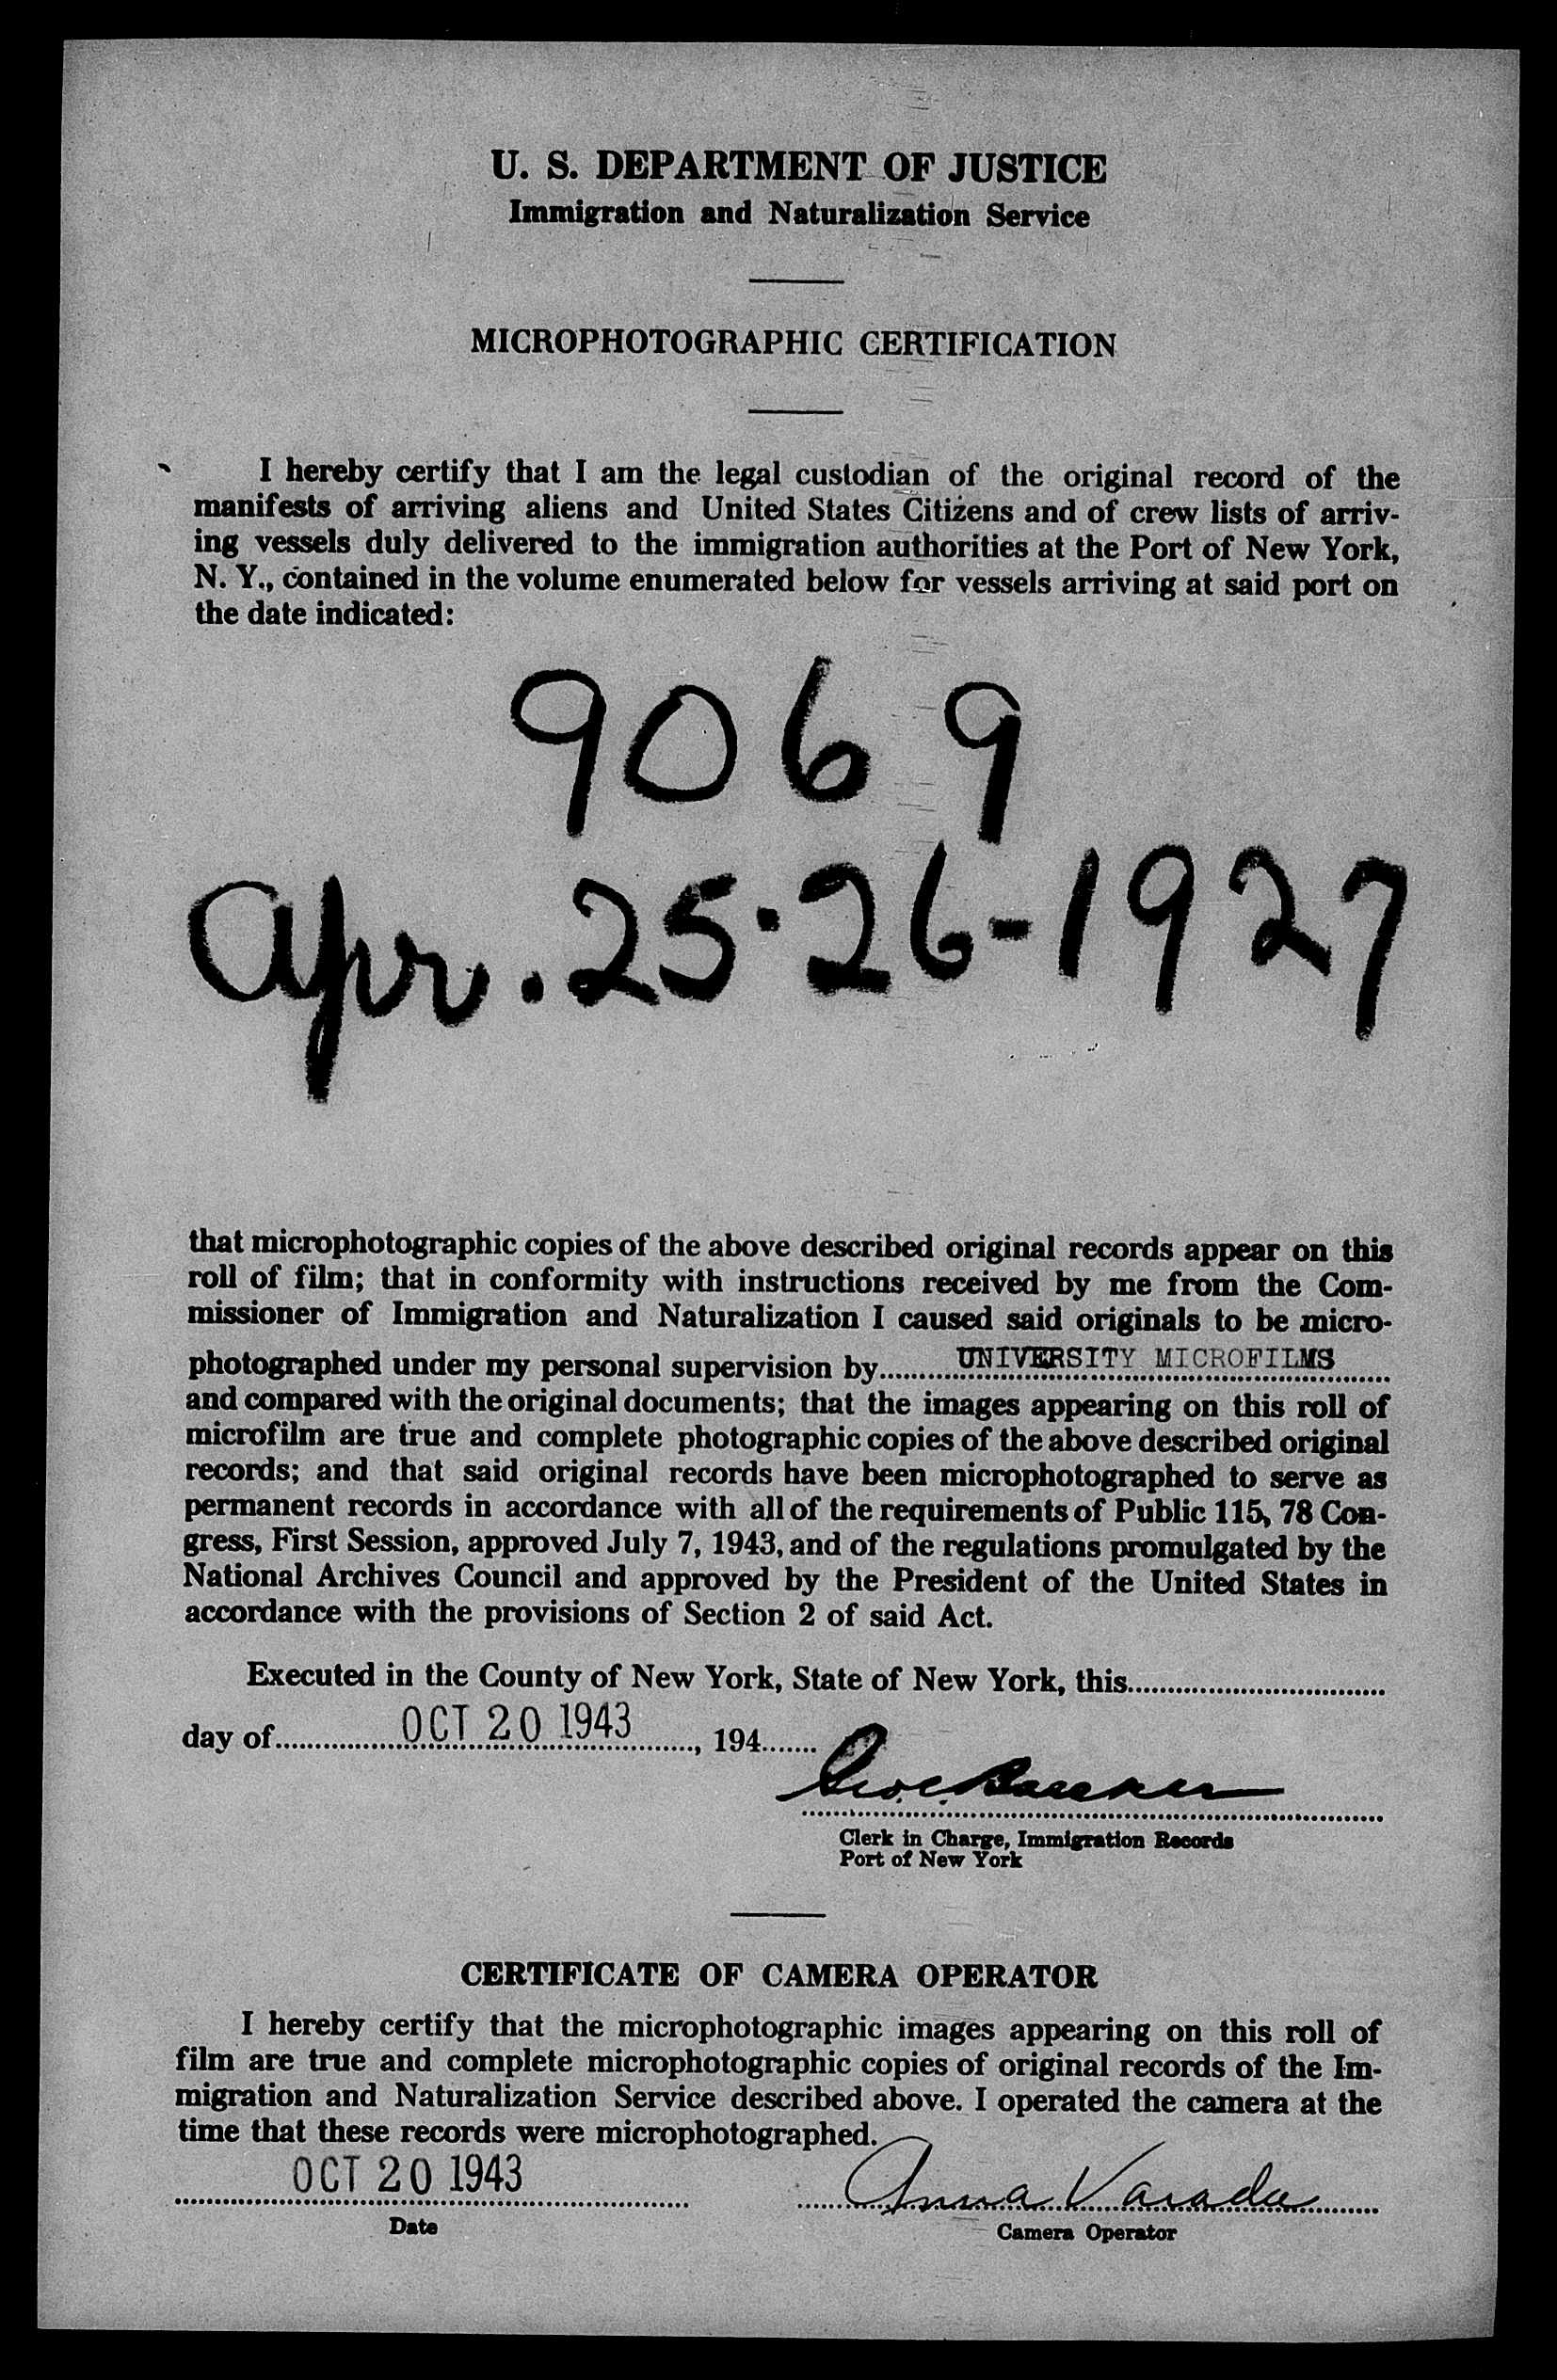 U. S. DEPARTMENT OF JUSTICE
Immigration and Naturalization Service
MICROPHOTOGRAPHIC CERTIFICATION
I hereby certify that I am the legal custodian of the original record of the
manifests of arriving aliens and United States Citizens and of crew lists of arriv-
ing vessels duly delivered to the immigration authorities at the Port of New York,
N. Y., contained in the volume enumerated below for vessels arriving at said port on
the date indicated:
9069
Apr. 25·26-1927
that microphotographic copies of the above described original records appear on this
roll of film; that in conformity with instructions received by me from the Com-
missioner of Immigration and Naturalization I caused said originals to be micro-
photographed under my personal supervision by UNIVERSITY MICROFILMS
and compared with the original documents; that the images appearing on this roll of
microfilm are true and complete photographic copies of the above described original
records; and that said original records have been microphotographed to serve as
permanent records in accordance with all of the requirements of Public 115, 78 Con-
gress, First Session, approved July 7, 1943, and of the regulations promulgated by the
National Archives Council and approved by the President of the United States in
accordance with the provisions of Section 2 of said Act.
Executed in the County of New York, State of New York, this
day of OCT 20 1943, 194
Clerk in Charge, Immigration Records
Port of New York
CERTIFICATE OF CAMERA OPERATOR
I hereby certify that the microphotographic images appearing on this roll of
film are true and complete microphotographic copies of original records of the Im-
migration and Naturalization Service described above. I operated the camera at the
time that these records were microphotographed.
OCT 20 1943 Anna
Date
Camera Operator